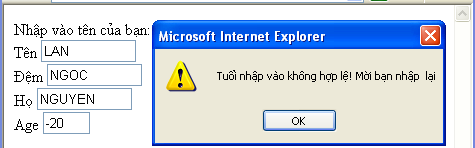 Nhập vào tên của bạn:
Tên LAN
Đệm NGOC
Họ NGUYEN
Age -20
Microsoft Internet Explorer
Tuổi nhập vào không hợp lệ! Mời bạn nhập lại
OK